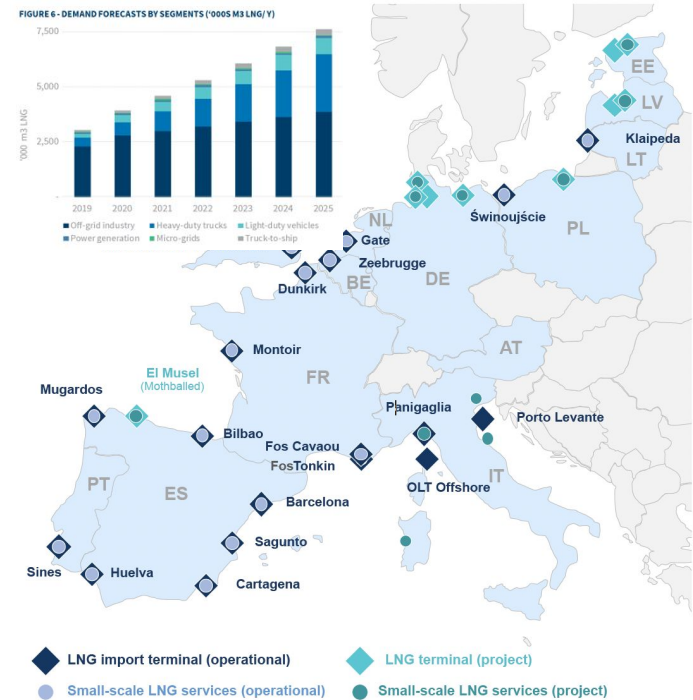 FIGURE 6 - DEMAND FORECASTS BY SEGMENTS ('000S M3 LNG/ Y)
7,500
5,000
2,500
-
'000 m3 LNG
2019 2020 2021 2022 2023 2024 2025
Off-grid industry Heavy-duty trucks Light-duty vehicles
Power generation Micro-grids Truck-to-ship
EE
LV
Klaipeda
LT
Świnoujście
PL
NL
Gate
Zeebrugge
DE
BE
Dunkirk
AT
Montoir
FR
El Musel
(Mothballed)
Mugardos
Panigaglia
Porto Levante
Bilbao
Fos Cavaou
FosTonkin
IT
OLT Offshore
PT
ES
Barcelona
Sagunto
Sines
Huelva
Cartagena
LNG import terminal (operational) LNG terminal (project)
Small-scale LNG services (operational) Small-scale LNG services (project)